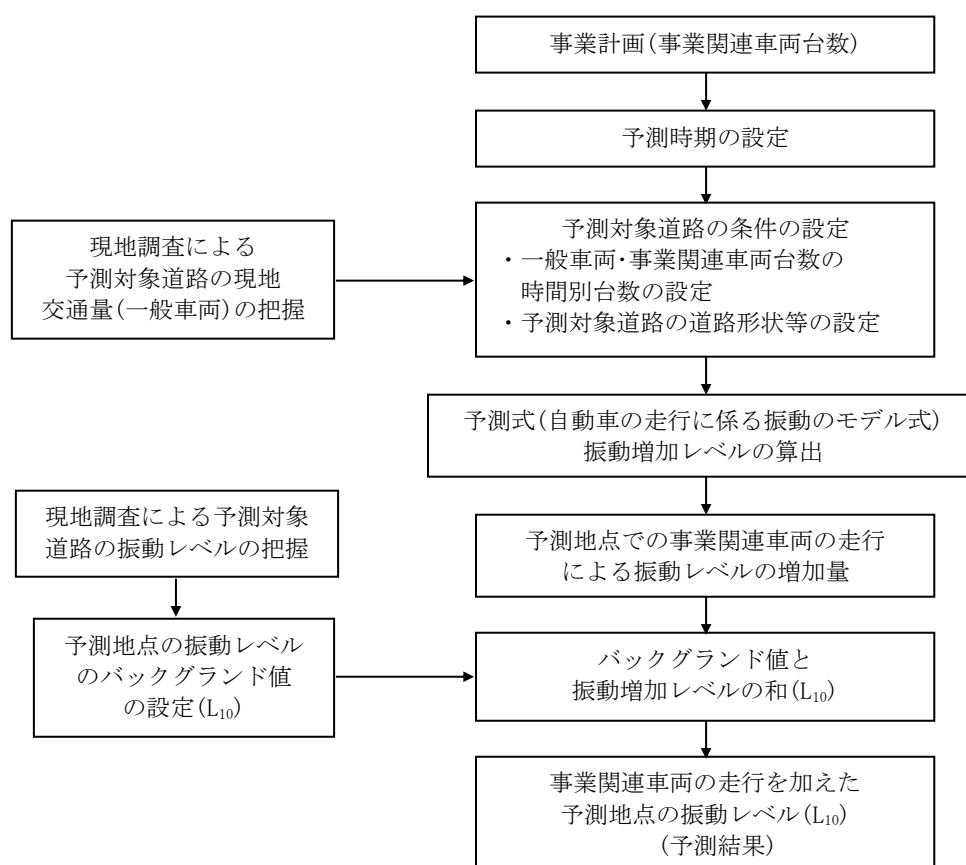 事業計画(事業関連車両台数)
予測時期の設定
現地調査による
予測対象道路の現地
交通量(一般車両)の把握
予測対象道路の条件の設定
・一般車両・事業関連車両台数の
時間別台数の設定
・予測対象道路の道路形状等の設定
予測式(自動車の走行に係る振動のモデル式)
振動増加レベルの算出
現地調査による予測対象
道路の振動レベルの把握
予測地点での事業関連車両の走行
による振動レベルの増加量
予測地点の振動レベル
のバックグランド値
の設定(L₁₀)
バックグランド値と
振動増加レベルの和(L₁₀)
事業関連車両の走行を加えた
予測地点の振動レベル(L₁₀)
(予測結果)